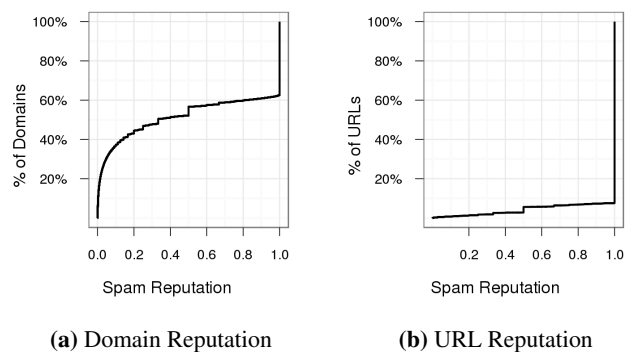 100%
80%
60%
40%
20%
% of Domains
0.0 0.2 0.4 0.6 0.8 1.0
Spam Reputation
(a) Domain Reputation
100%
80%
60%
40%
20%
% of URLs
0.2 0.4 0.6 0.8 1.0
Spam Reputation
(b) URL Reputation